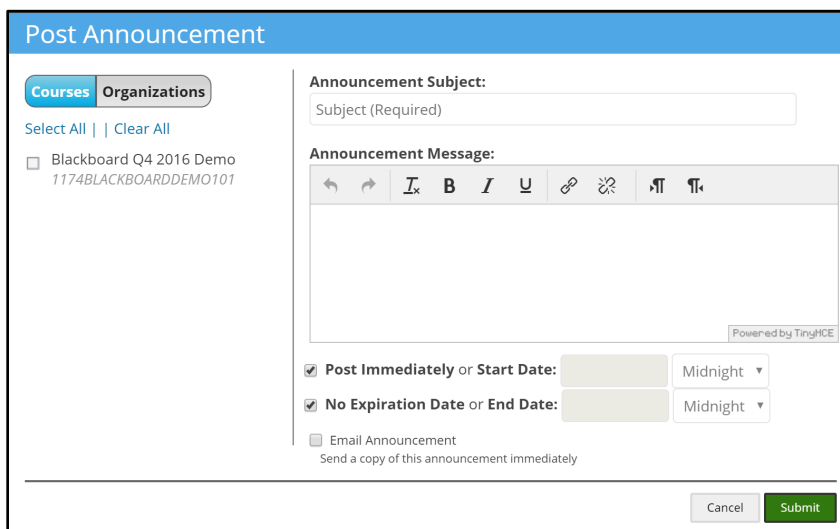 Post Announcement
Courses Organizations
Select All | | Clear All
Blackboard Q4 2016 Demo
1174BLACKBOARDDEMO101
Announcement Subject:
Subject (Required)
Announcement Message:
Powered by TinyMCE
Post Immediately or Start Date: Midnight
No Expiration Date or End Date: Midnight
Email Announcement
Send a copy of this announcement immediately
Cancel Submit